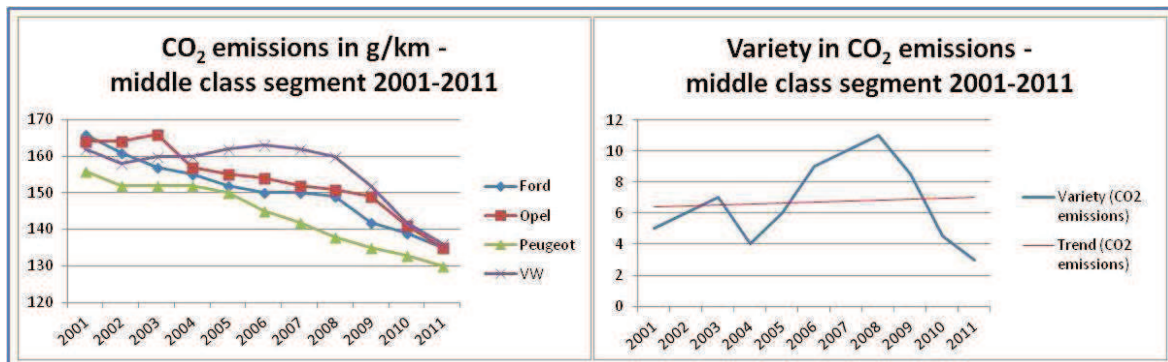 CO₂ emissions in g/km -
middle class segment 2001-2011
170
160
150
140
130
120
2001
2002
2003
2004
2005
2006
2007
2008
2009
2010
2011
Ford
Opel
Peugeot
VW
Variety in CO₂ emissions -
middle class segment 2001-2011
12
10
8
6
4
2
0
2001
2002
2003
2004
2005
2006
2007
2008
2009
2010
2011
Variety (CO2
emissions)
Trend (CO2
emissions)